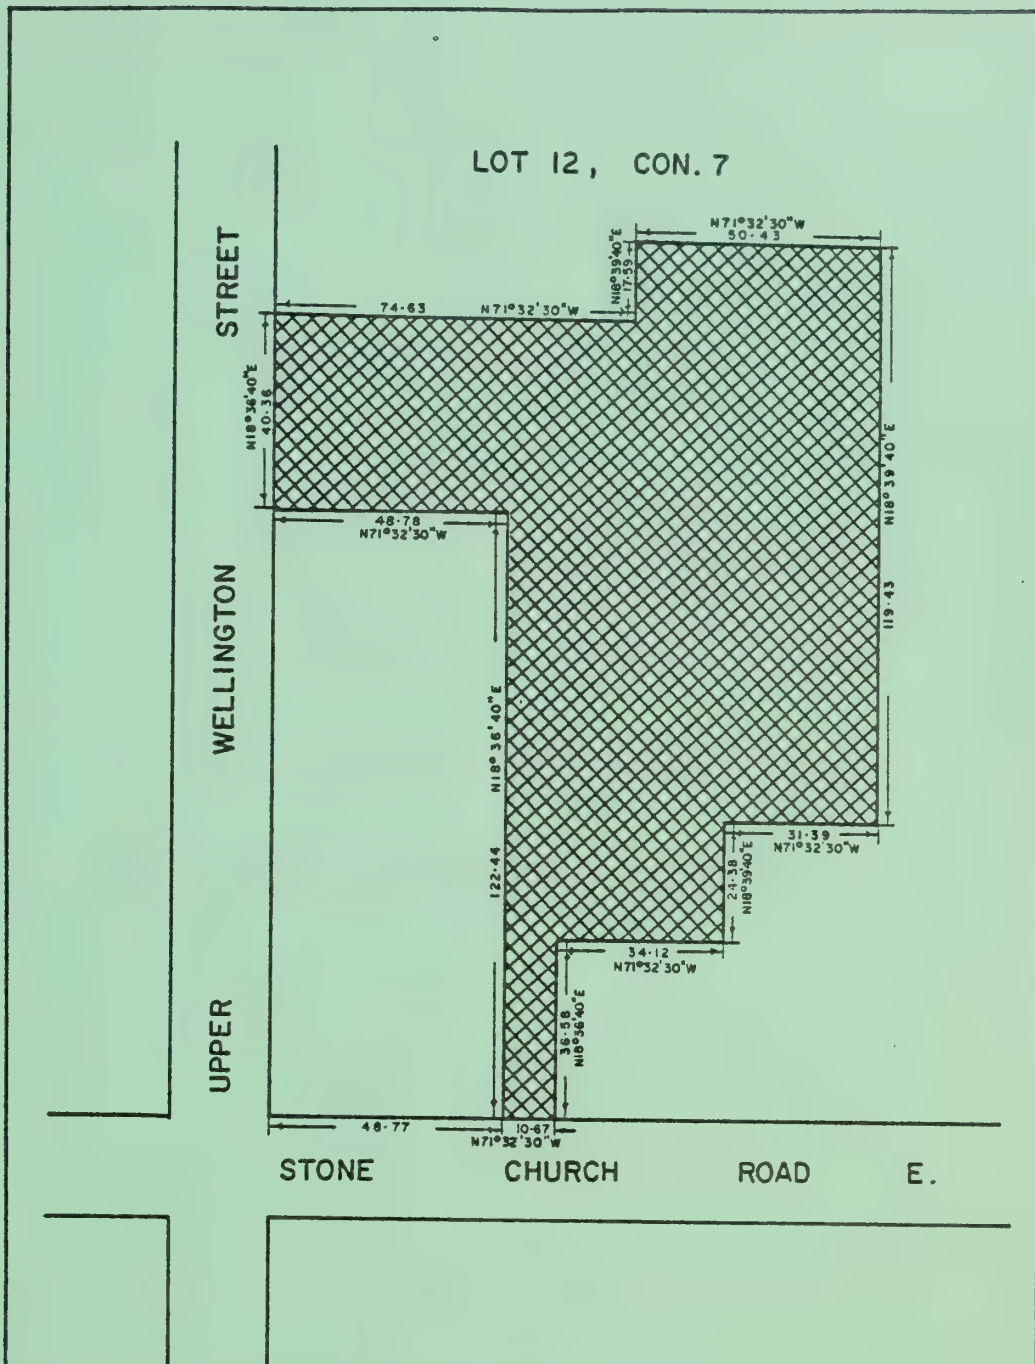 LOT 12, CON. 7
N71°32'30"W
50·43
N18°39'40"E
17·59
74·63 N71°32'30"W
N18°36'40"E
40·36
48·78
N71°32'30"W
N18°39'40"E
119·43
N18°36'40"E
122·44
31·39
N71°32'30"W
24·38
N18°39'40"E
34·12
N71°32'30"W
36·58
N18°36'40"E
48·77
10·67
N71°32'30"W
UPPER WELLINGTON STREET
STONE CHURCH ROAD E.